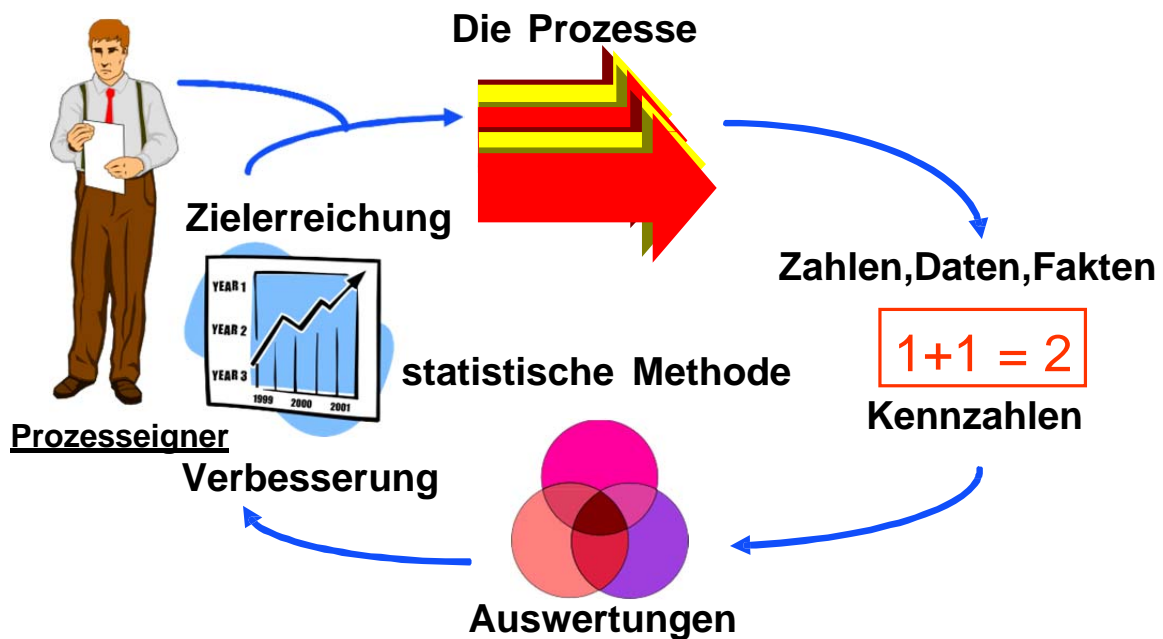 Die Prozesse
Zielerreichung
Zahlen,Daten,Fakten
1+1 = 2
Kennzahlen
YEAR 1
YEAR 2
YEAR 3
1999 2000 2001
statistische Methode
Prozesseigner
Verbesserung
Auswertungen